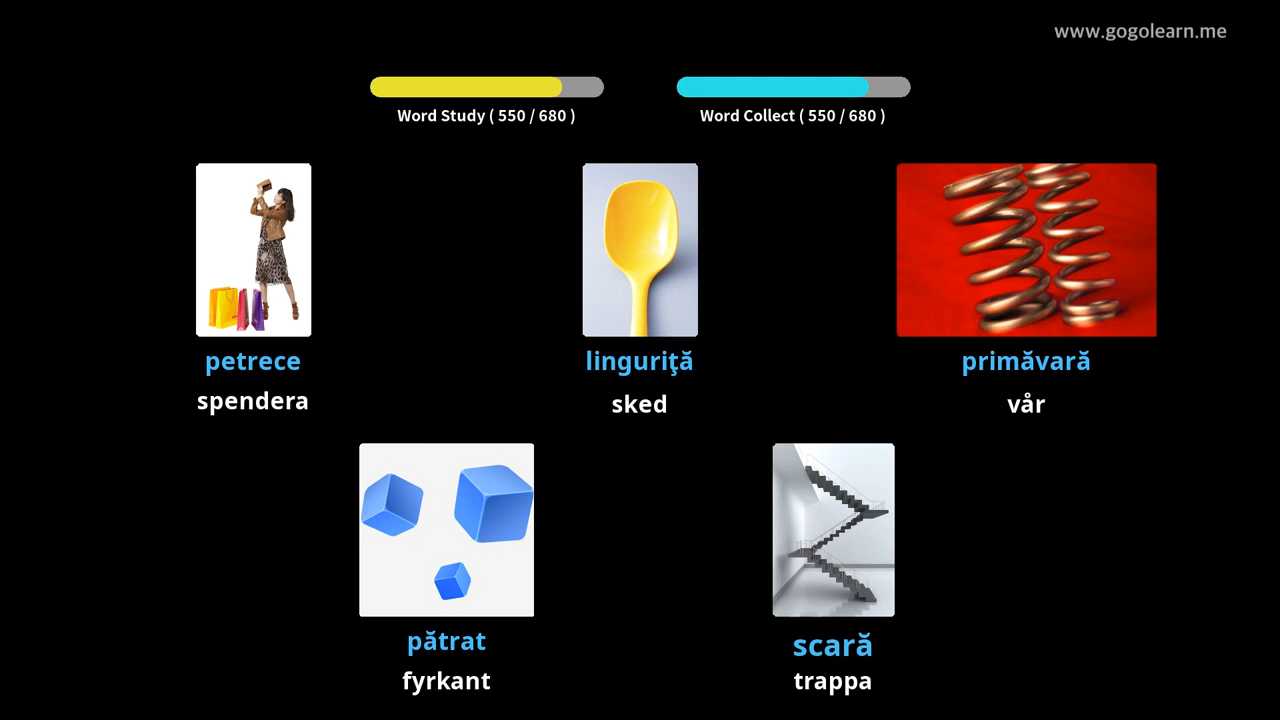 www.gogolearn.me
Word Study ( 550 / 680 )
Word Collect ( 550 / 680 )
petrece
spendera
linguriţă
sked
primăvară
vår
pătrat
fyrkant
scară
trappa